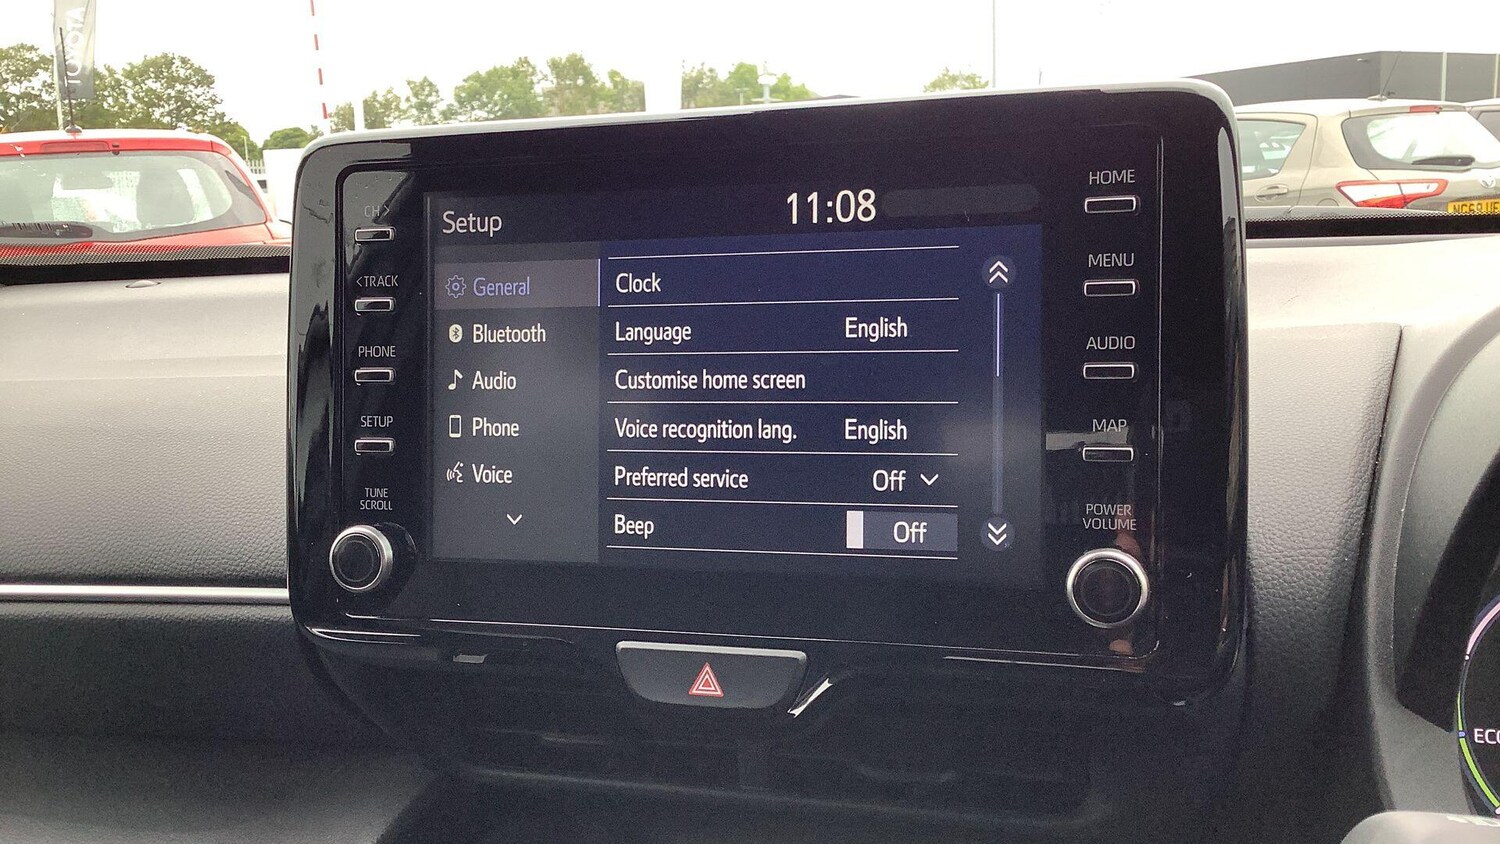 TOYOTA
CH>
<TRACK
PHONE
SETUP
TUNE
SCROLL
Setup
11:08
General
Bluetooth
Audio
Phone
Voice
Clock
Language English
Customise home screen
Voice recognition lang. English
Preferred service Off
Beep Off
HOME
MENU
AUDIO
MAP
POWER
VOLUME